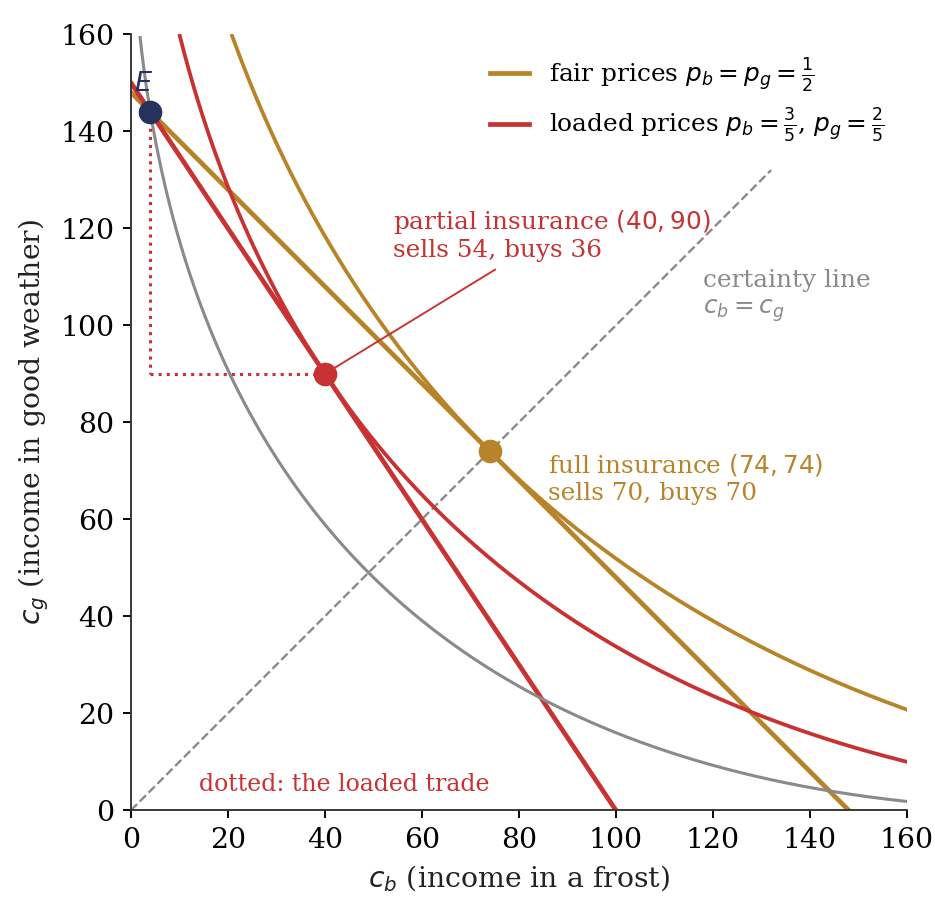 160
140
120
100
80
60
40
20
0
0 20 40 60 80 100 120 140 160
c_g (income in good weather)
c_b (income in a frost)
E
fair prices p_b = p_g = 1/2
loaded prices p_b = 3/5, p_g = 2/5
partial insurance (40, 90)
sells 54, buys 36
certainty line
c_b = c_g
full insurance (74, 74)
sells 70, buys 70
dotted: the loaded trade